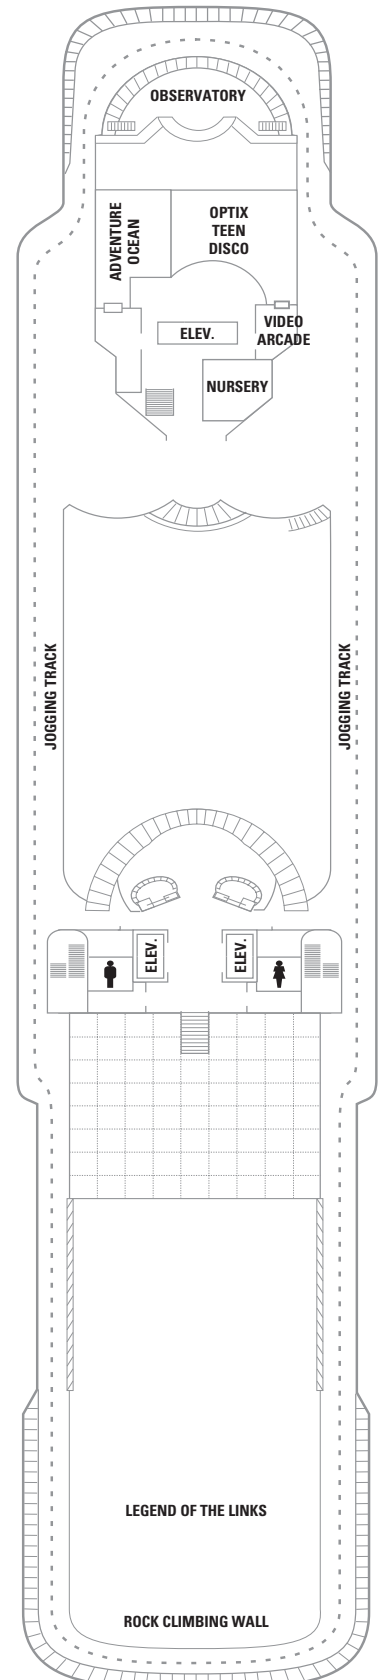 OBSERVATORY
ADVENTURE
OCEAN
OPTIX
TEEN
DISCO
ELEV.
VIDEO
ARCADE
NURSERY
JOGGING TRACK
JOGGING TRACK
ELEV.
ELEV.
LEGEND OF THE LINKS
ROCK CLIMBING WALL